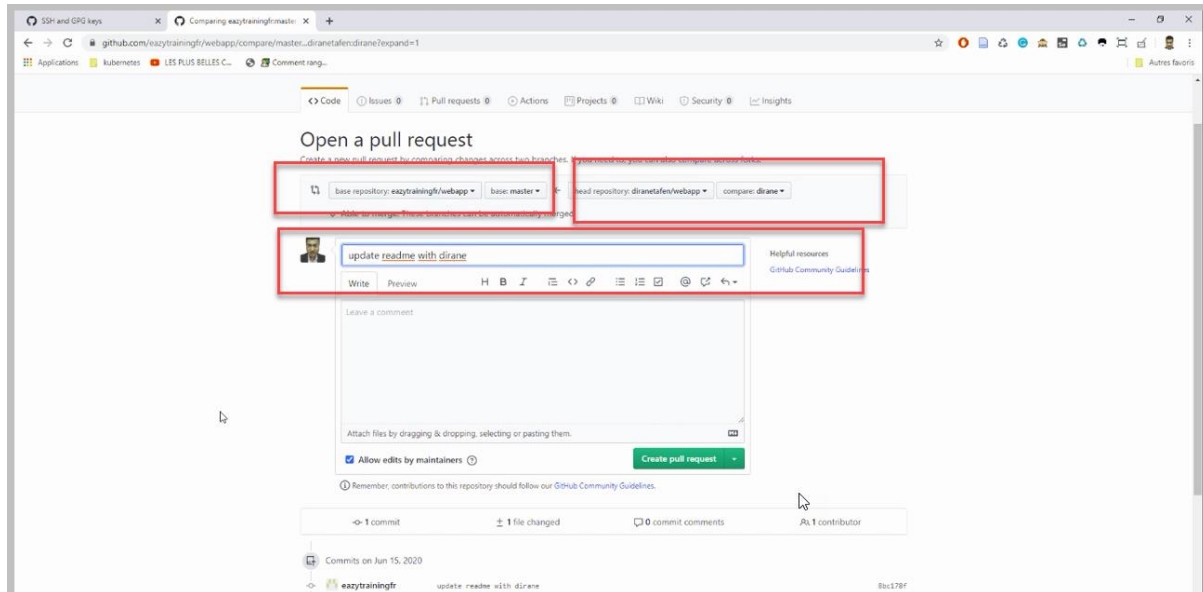 SSH and GPG keys
Comparing eazytrainingfr:master
github.com/eazytrainingfr/webapp/compare/master...diranetafen:dirane?expand=1
Applications kubernetes LES PLUS BELLES C... Comment rang... Autres favoris
Code Issues 0 Pull requests 0 Actions Projects 0 Wiki Security 0 Insights
Open a pull request
Create a new pull request by comparing changes across two branches. If you need to, you can also compare across forks.
base repository: eazytrainingfr/webapp base: master head repository: diranetafen/webapp compare: dirane
Able to merge. These branches can be automatically merged
update readme with dirane
Helpful resources
GitHub Community Guidelines
Write Preview H B I
Leave a comment
Attach files by dragging & dropping, selecting or pasting them.
Allow edits by maintainers
Create pull request
Remember, contributions to this repository should follow our GitHub Community Guidelines.
1 commit 1 file changed 0 commit comments 1 contributor
Commits on Jun 15, 2020
eazytrainingfr update readme with dirane 8bc178f